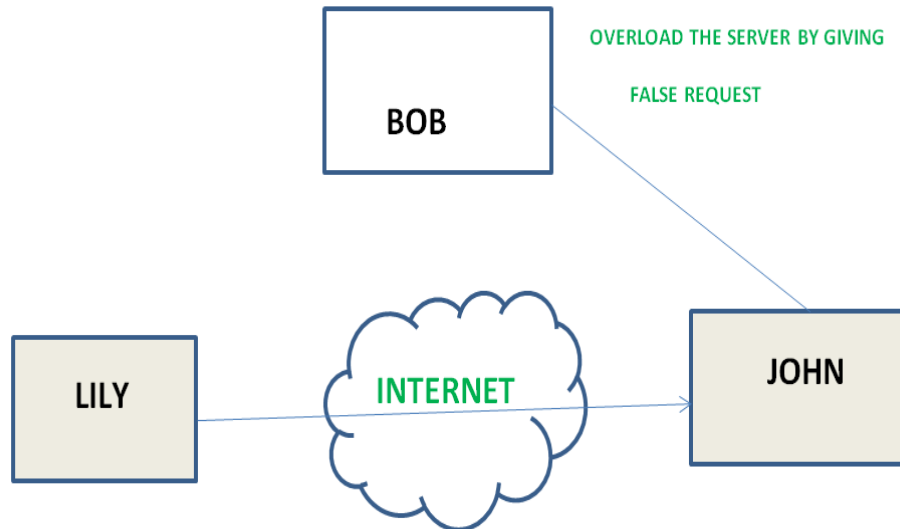 OVERLOAD THE SERVER BY GIVING
FALSE REQUEST
BOB
LILY
INTERNET
JOHN